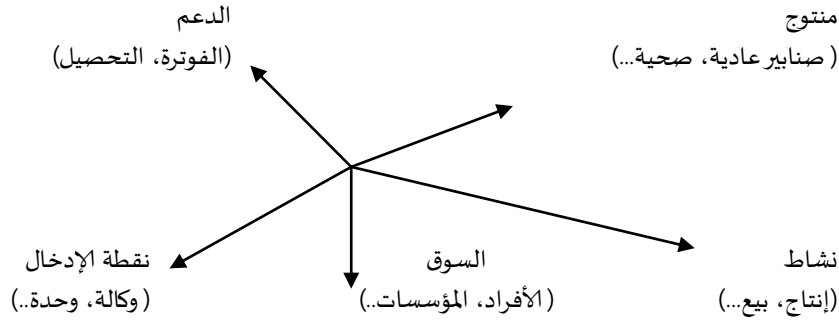 منتوج
(صنابير عادية، صحية...)
الدعم
(الفوترة، التحصيل)
نشاط
(إنتاج، بيع...)
السوق
(الأفراد، المؤسسات..)
نقطة الإدخال
(وكالة، وحدة..)